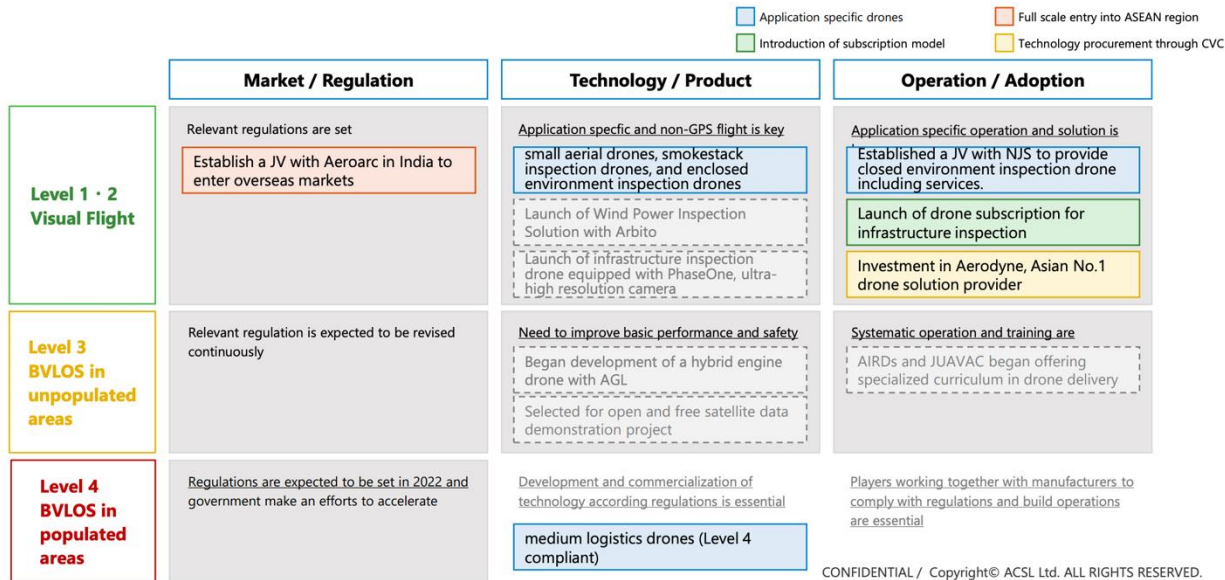 Application specific drones
Full scale entry into ASEAN region
Introduction of subscription model
Technology procurement through CVC
Market / Regulation
Technology / Product
Operation / Adoption
Level 1・2
Visual Flight
Relevant regulations are set
Establish a JV with Aeroarc in India to
enter overseas markets
Application specfic and non-GPS flight is key
small aerial drones, smokestack
inspection drones, and enclosed
environment inspection drones
Launch of Wind Power Inspection
Solution with Arbito
Launch of infrastructure inspection
drone equipped with PhaseOne, ultra-
high resolution camera
Application specific operation and solution is
Established a JV with NJS to provide
closed environment inspection drone
including services.
Launch of drone subscription for
infrastructure inspection
Investment in Aerodyne, Asian No.1
drone solution provider
Level 3
BVLOS in
unpopulated
areas
Relevant regulation is expected to be revised
continuously
Need to improve basic performance and safety
Began development of a hybrid engine
drone with AGL
Selected for open and free satellite data
demonstration project
Systematic operation and training are
AIRDs and JUAVAC began offering
specialized curriculum in drone delivery
Level 4
BVLOS in
populated
areas
Regulations are expected to be set in 2022 and
government make an efforts to accelerate
Development and commercialization of
technology according regulations is essential
medium logistics drones (Level 4
compliant)
Players working together with manufacturers to
comply with regulations and build operations
are essential
CONFIDENTIAL / Copyright© ACSL Ltd. ALL RIGHTS RESERVED.